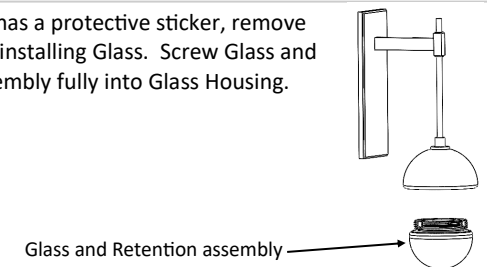 has a protective sticker, remove
installing Glass. Screw Glass and
embly fully into Glass Housing.
Glass and Retention assembly